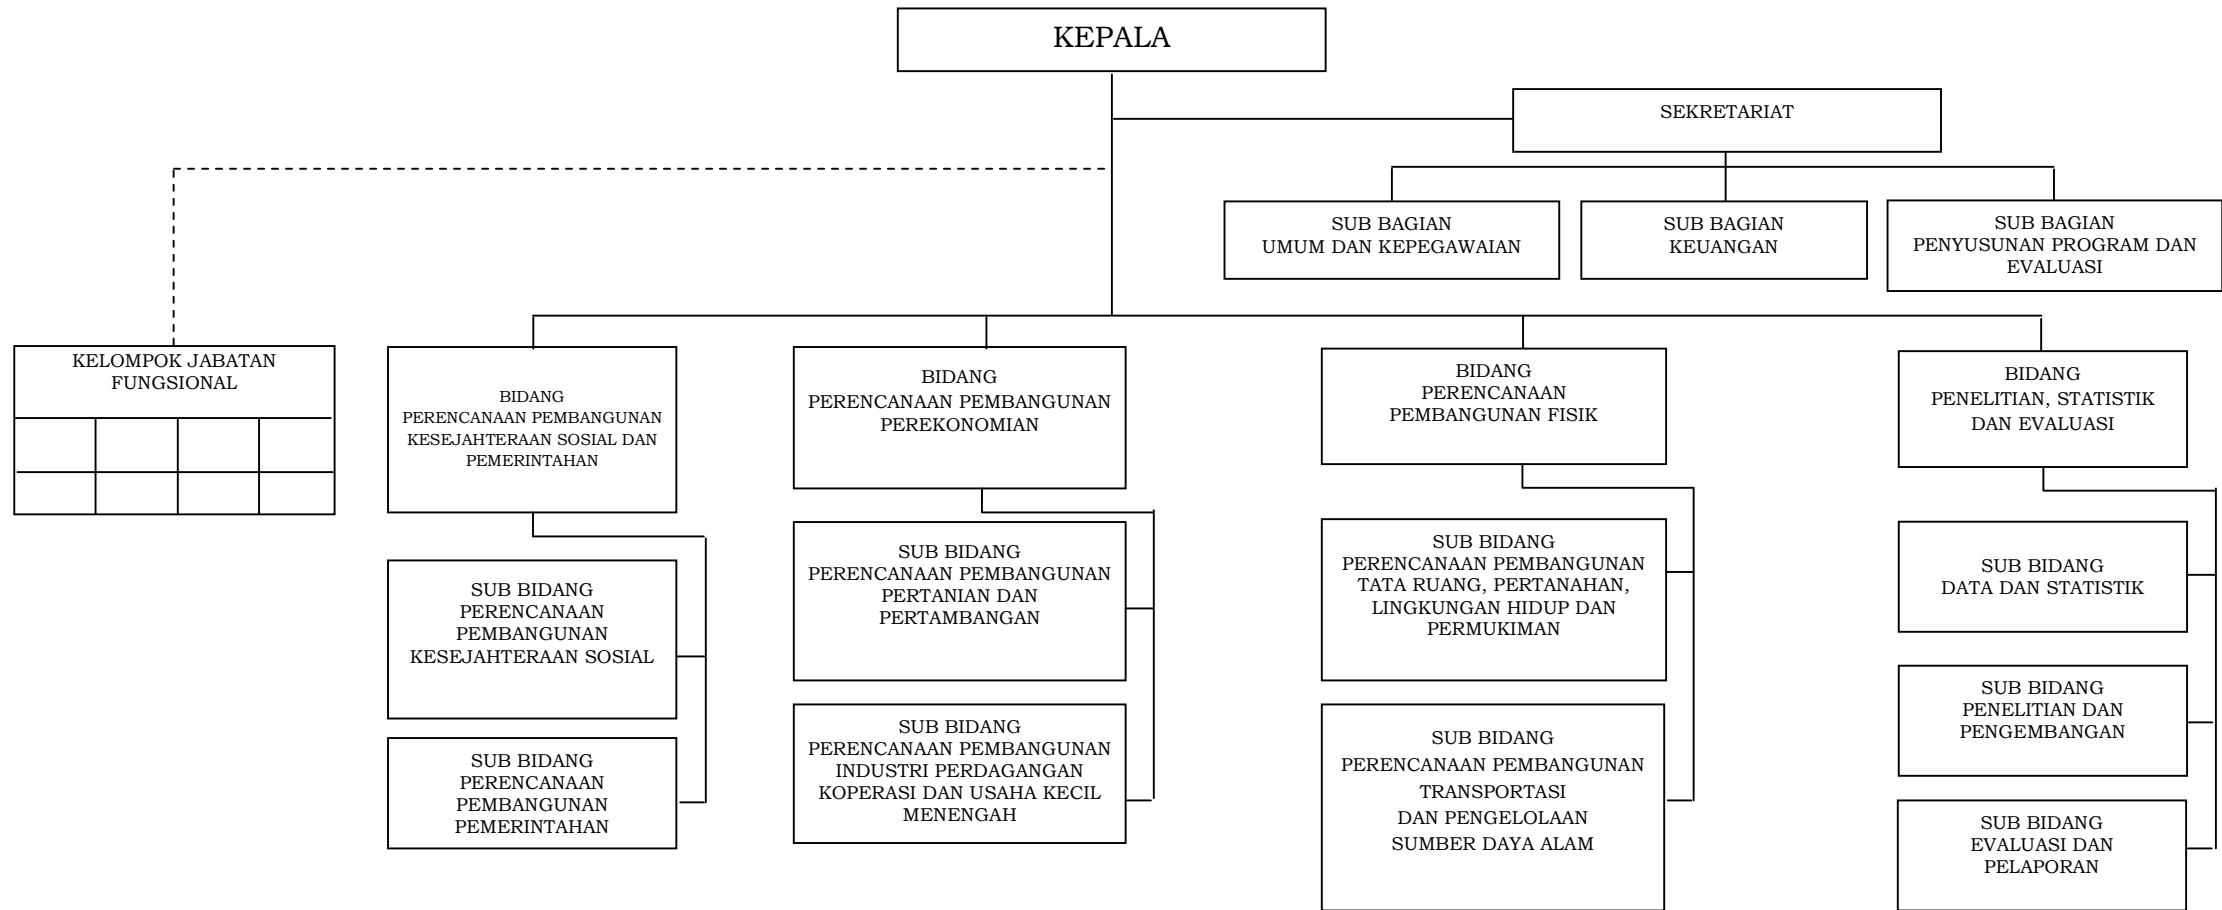 KEPALA
SEKRETARIAT
SUB BAGIAN
UMUM DAN KEPEGAWAIAN
SUB BAGIAN
KEUANGAN
SUB BAGIAN
PENYUSUNAN PROGRAM DAN
EVALUASI
KELOMPOK JABATAN
FUNGSIONAL
BIDANG
PERENCANAAN PEMBANGUNAN
KESEJAHTERAAN SOSIAL DAN
PEMERINTAHAN
BIDANG
PERENCANAAN PEMBANGUNAN
PEREKONOMIAN
BIDANG
PERENCANAAN
PEMBANGUNAN FISIK
BIDANG
PENELITIAN, STATISTIK
DAN EVALUASI
SUB BIDANG
PERENCANAAN
PEMBANGUNAN
KESEJAHTERAAN SOSIAL
SUB BIDANG
PERENCANAAN PEMBANGUNAN
PERTANIAN DAN
PERTAMBANGAN
SUB BIDANG
PERENCANAAN PEMBANGUNAN
TATA RUANG, PERTANAHAN,
LINGKUNGAN HIDUP DAN
PERMUKIMAN
SUB BIDANG
DATA DAN STATISTIK
SUB BIDANG
PERENCANAAN
PEMBANGUNAN
PEMERINTAHAN
SUB BIDANG
PERENCANAAN PEMBANGUNAN
INDUSTRI PERDAGANGAN
KOPERASI DAN USAHA KECIL
MENENGAH
SUB BIDANG
PERENCANAAN PEMBANGUNAN
TRANSPORTASI
DAN PENGELOLAAN
SUMBER DAYA ALAM
SUB BIDANG
PENELITIAN DAN
PENGEMBANGAN
SUB BIDANG
EVALUASI DAN
PELAPORAN